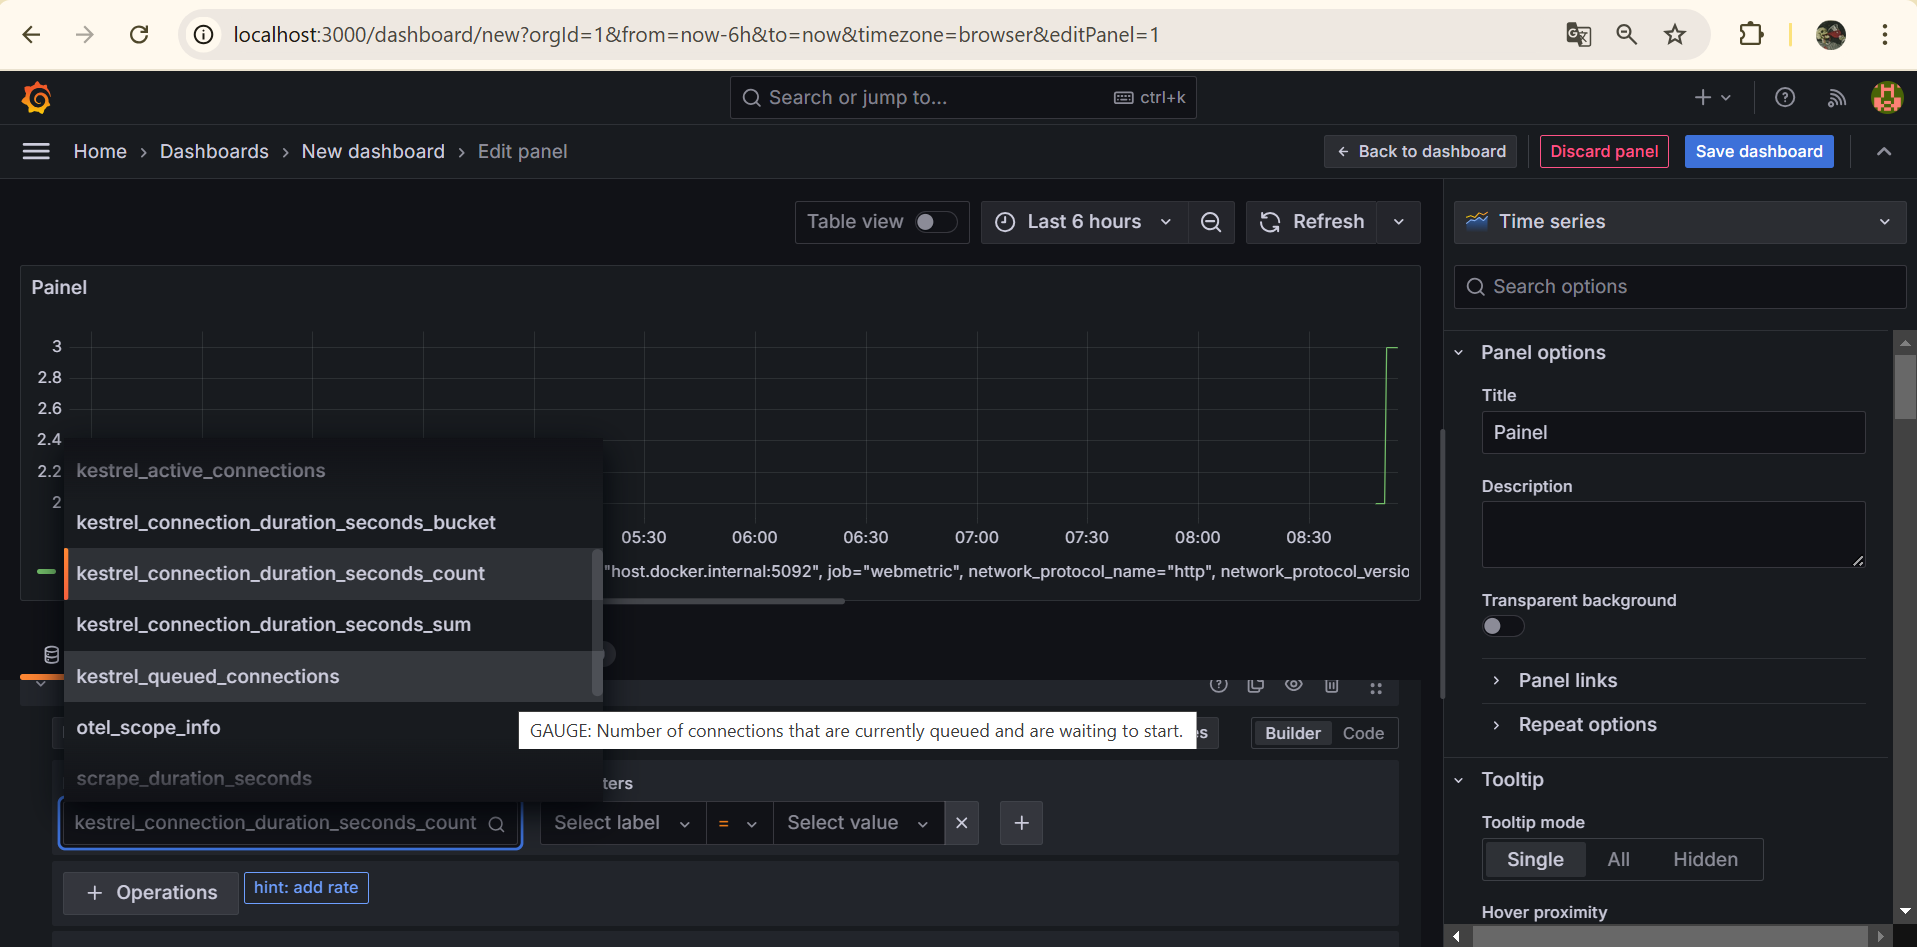 localhost:3000/dashboard/new?orgId=1&from=now-6h&to=now&timezone=browser&editPanel=1
Search or jump to... ctrl+k
Home › Dashboards › New dashboard › Edit panel
Back to dashboard
Discard panel
Save dashboard
Table view
Last 6 hours
Refresh
Time series
Search options
Painel
3
2.8
2.6
2.4
2.2
2
05:30 06:00 06:30 07:00 07:30 08:00 08:30
"host.docker.internal:5092", job="webmetric", network_protocol_name="http", network_protocol_versio
kestrel_active_connections
kestrel_connection_duration_seconds_bucket
kestrel_connection_duration_seconds_count
kestrel_connection_duration_seconds_sum
kestrel_queued_connections
otel_scope_info
scrape_duration_seconds
GAUGE: Number of connections that are currently queued and are waiting to start.
es
Builder Code
ters
kestrel_connection_duration_seconds_count
Select label = Select value
+ Operations
hint: add rate
Panel options
Title
Painel
Description
Transparent background
Panel links
Repeat options
Tooltip
Tooltip mode
Single All Hidden
Hover proximity